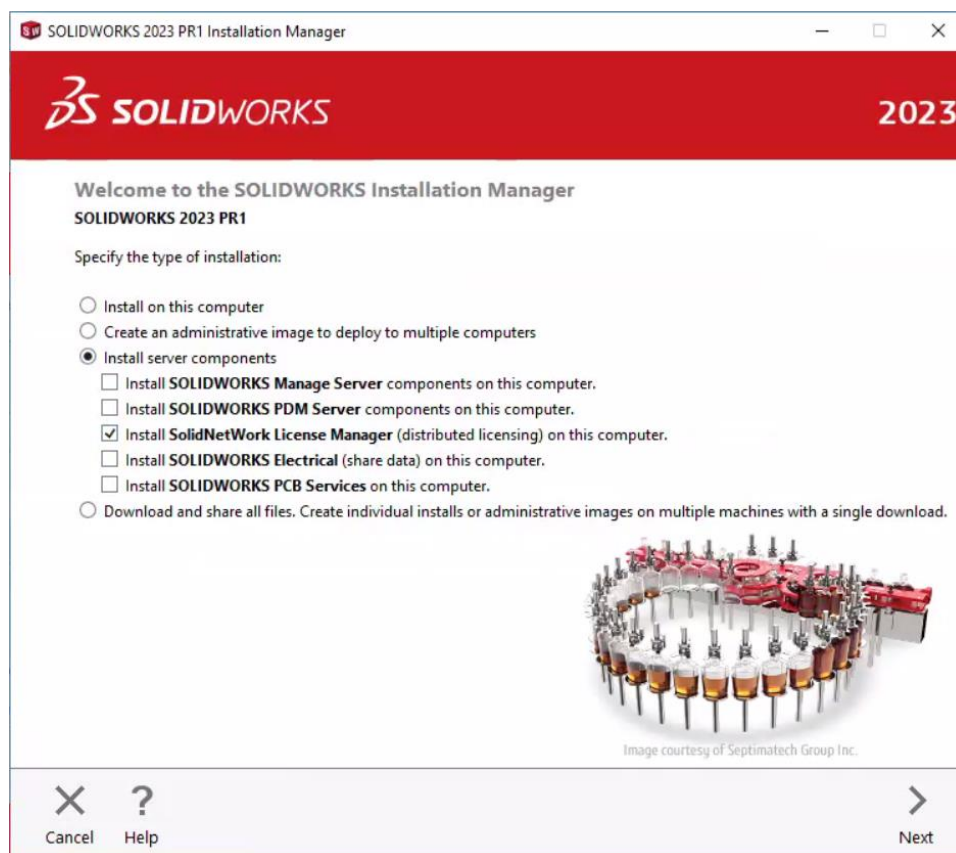 SOLIDWORKS 2023 PR1 Installation Manager
SOLIDWORKS
2023
Welcome to the SOLIDWORKS Installation Manager
SOLIDWORKS 2023 PR1
Specify the type of installation:
Install on this computer
Create an administrative image to deploy to multiple computers
Install server components
Install SOLIDWORKS Manage Server components on this computer.
Install SOLIDWORKS PDM Server components on this computer.
Install SolidNetWork License Manager (distributed licensing) on this computer.
Install SOLIDWORKS Electrical (share data) on this computer.
Install SOLIDWORKS PCB Services on this computer.
Download and share all files. Create individual installs or administrative images on multiple machines with a single download.
Image courtesy of Septimatech Group Inc.
Cancel
Help
Next